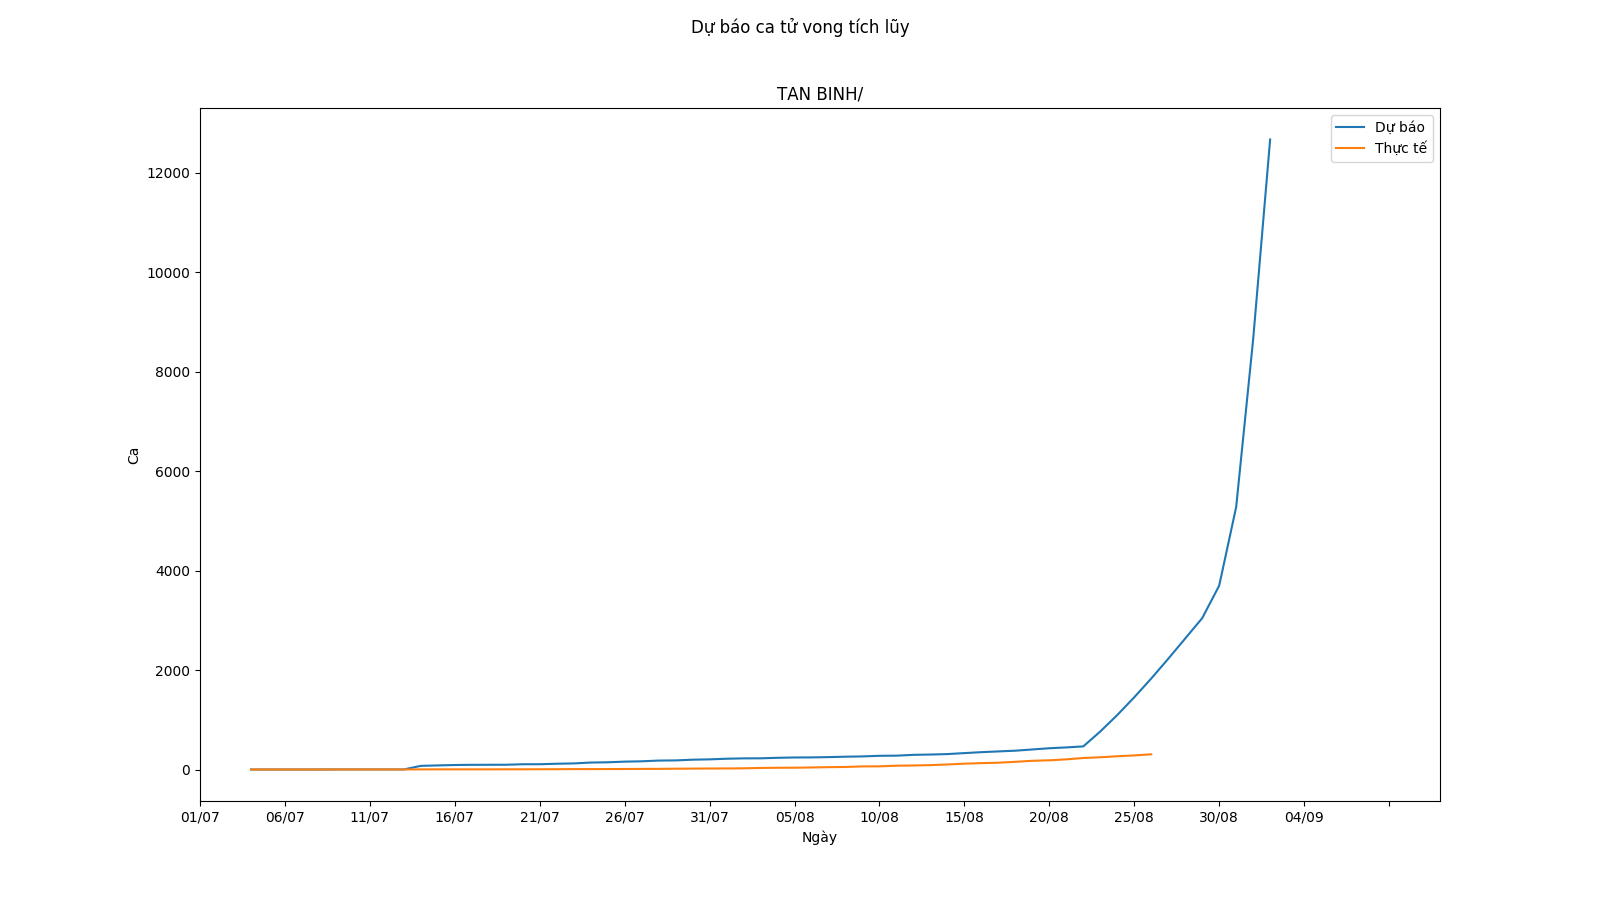 Dự báo ca tử vong tích lũy
TAN BINH/
Dự báo
Thực tế
12000
10000
8000
6000
4000
2000
0
Ca
01/07 06/07 11/07 16/07 21/07 26/07 31/07 05/08 10/08 15/08 20/08 25/08 30/08 04/09
Ngày